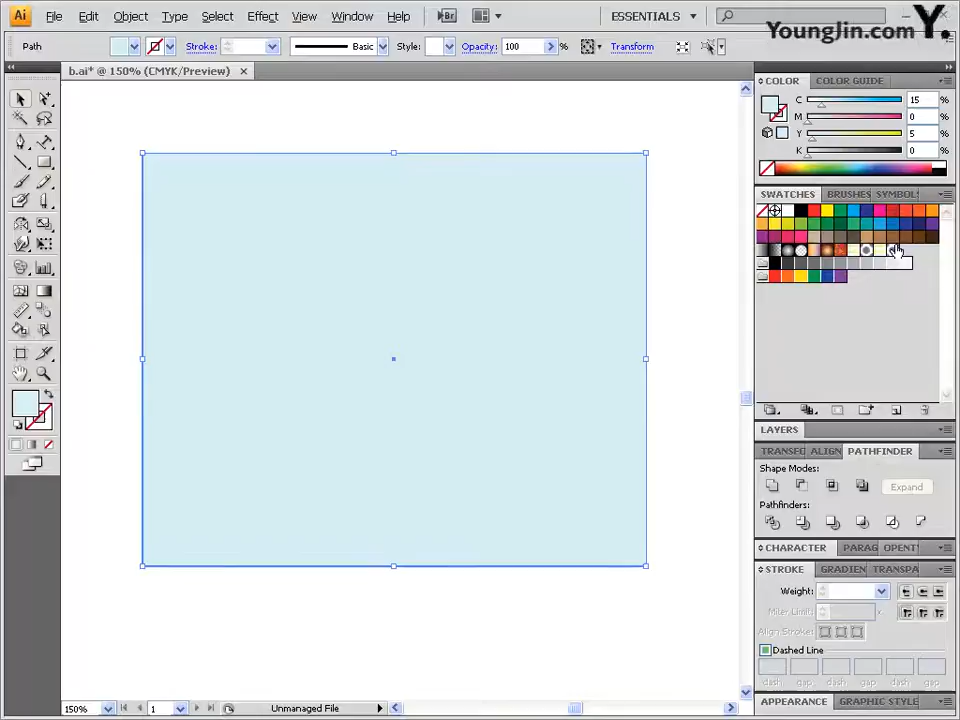 Ai File Edit Object Type Select Effect View Window Help Br ESSENTIALS
YoungJin.com Y.
Path Stroke: Basic Style: Opacity: 100 % Transform
b.ai* @ 150% (CMYK/Preview)
COLOR COLOR GUIDE
C 15 %
M 0 %
Y 5 %
K 0 %
SWATCHES BRUSHES SYMBOL
LAYERS
TRANSF ALIGN PATHFINDER
Shape Modes:
Expand
Pathfinders:
CHARACTER PARAG OPENT
STROKE GRADIEN TRANSPA
Weight:
Miter Limit:
Align Stroke:
Dashed Line
dash gap dash gap dash gap
APPEARANCE GRAPHIC STYLE
150% 1 Unmanaged File